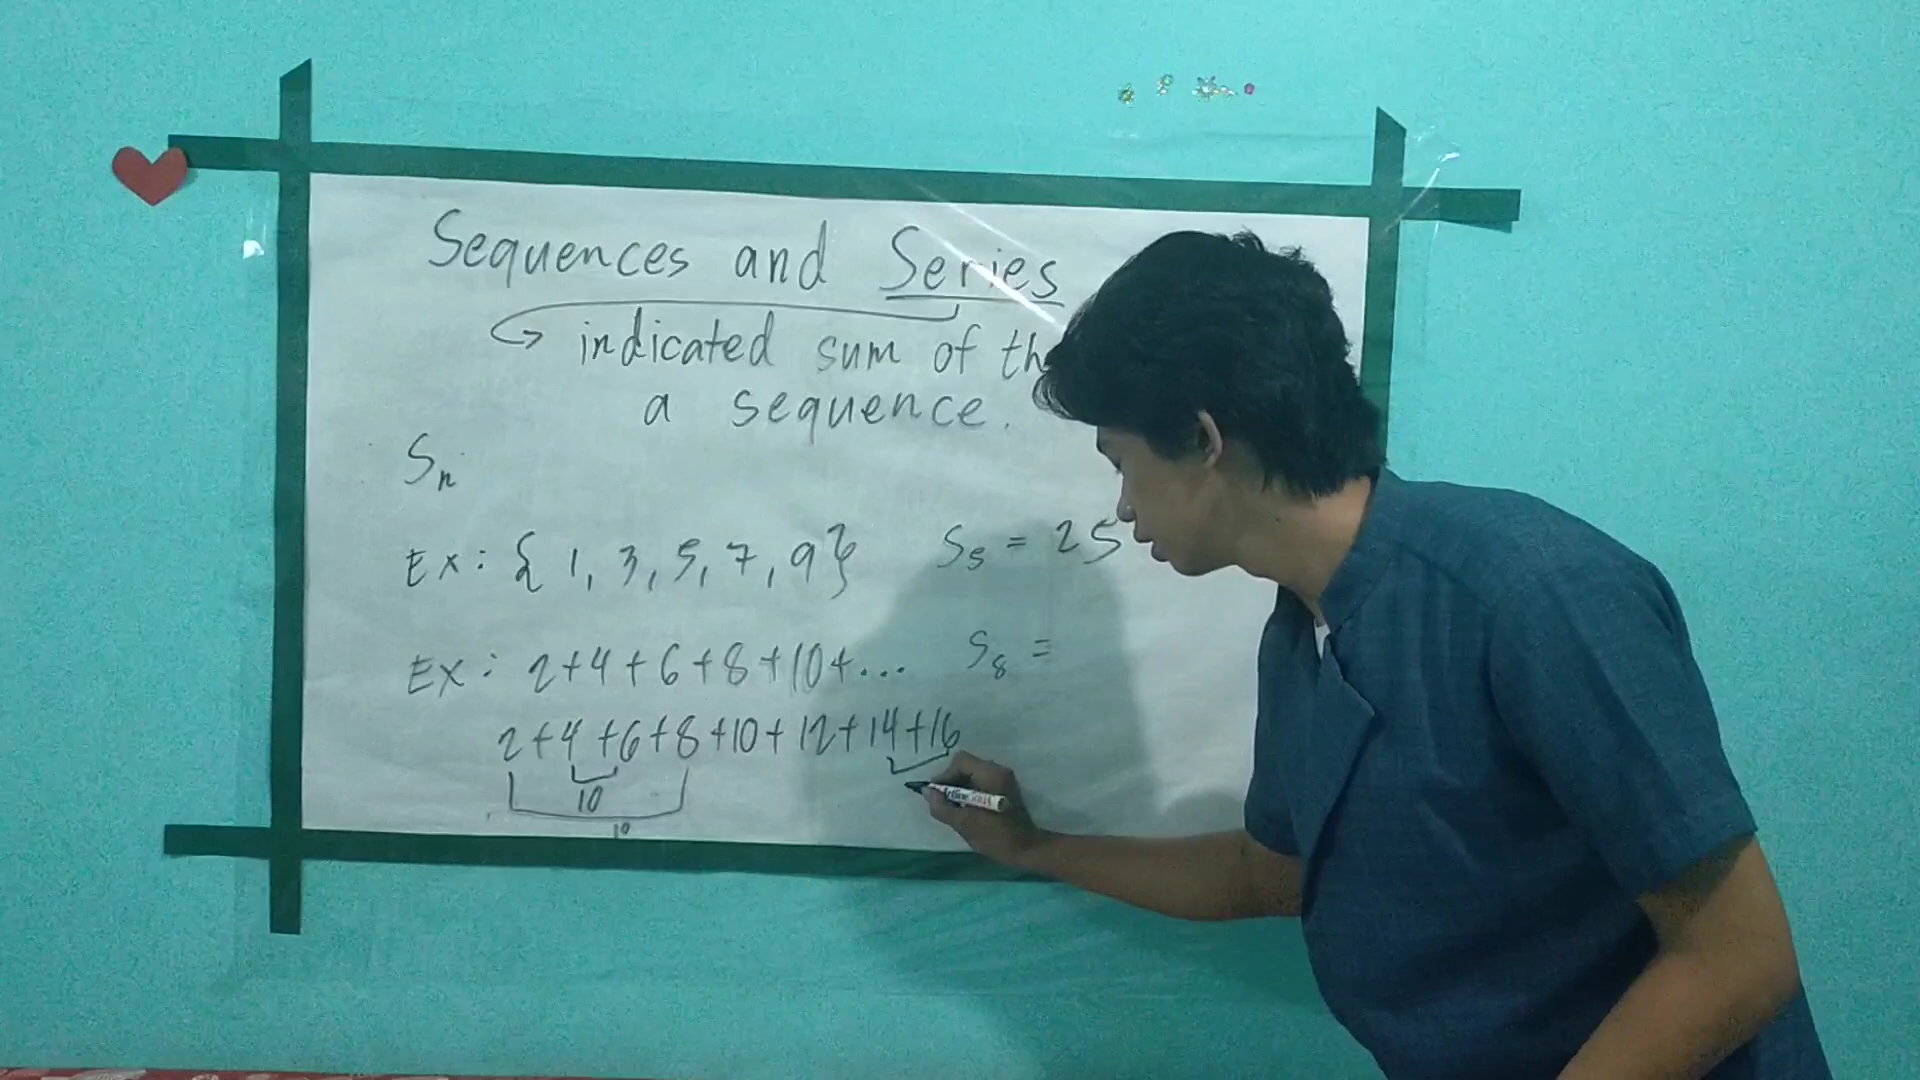 Sequences and Series
indicated sum of th
a sequence.
Sn
Ex: { 1, 3, 5, 7, 9} S5 = 25
Ex: 2+4+6+8+10+... S8 =
2+4+6+8+10+12+14+16
10
10